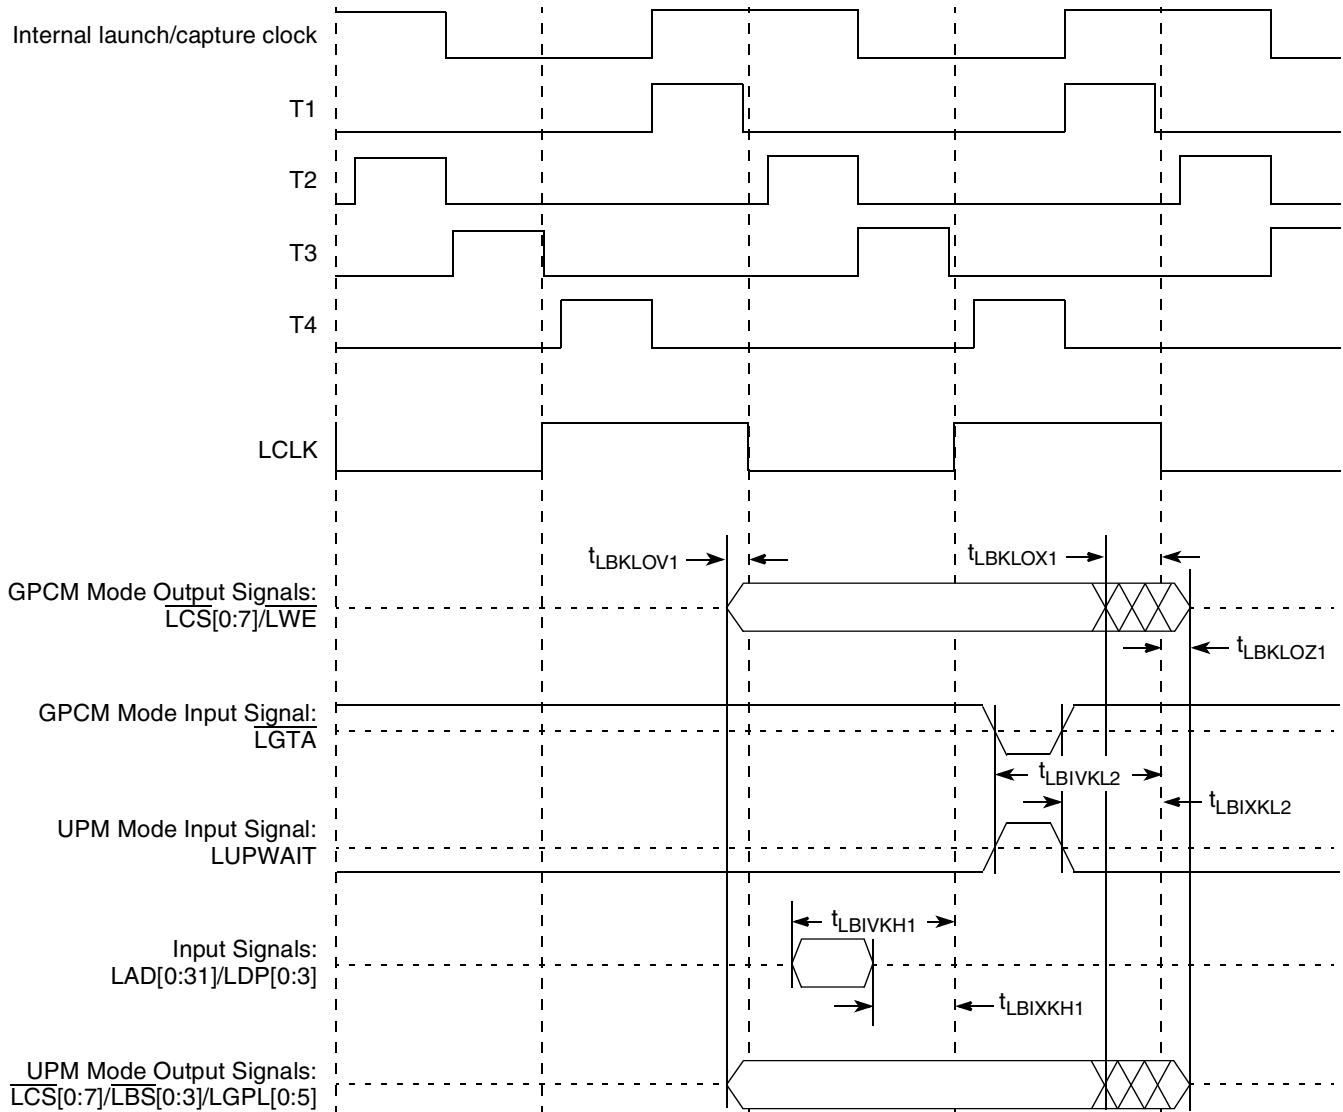 Internal launch/capture clock
T1
T2
T3
T4
LCLK
tLBKLOV1
tLBKLOX1
GPCM Mode Output Signals:
LCS[0:7]/LWE
tLBKLOZ1
GPCM Mode Input Signal:
LGTA
tLBIVKL2
tLBIXKL2
UPM Mode Input Signal:
LUPWAIT
tLBIVKH1
Input Signals:
LAD[0:31]/LDP[0:3]
tLBIXKH1
UPM Mode Output Signals:
LCS[0:7]/LBS[0:3]/LGPL[0:5]